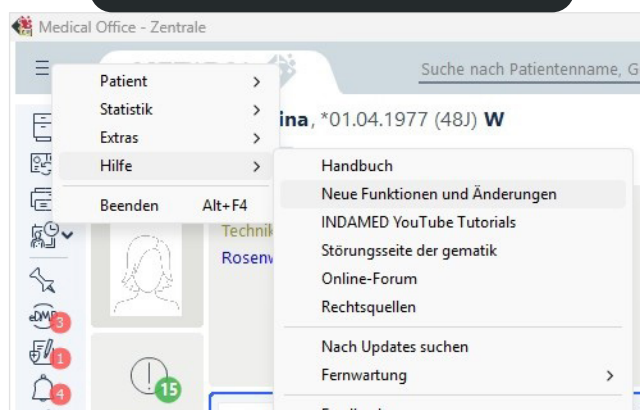 Medical Office - Zentrale
Suche nach Patientenname, G
Patient
Statistik
Extras
Hilfe
Beenden Alt+F4
ina, *01.04.1977 (48J) W
Technik
Rosenw
Handbuch
Neue Funktionen und Änderungen
INDAMED YouTube Tutorials
Störungsseite der gematik
Online-Forum
Rechtsquellen
Nach Updates suchen
Fernwartung
eDMP
3
1
4
15